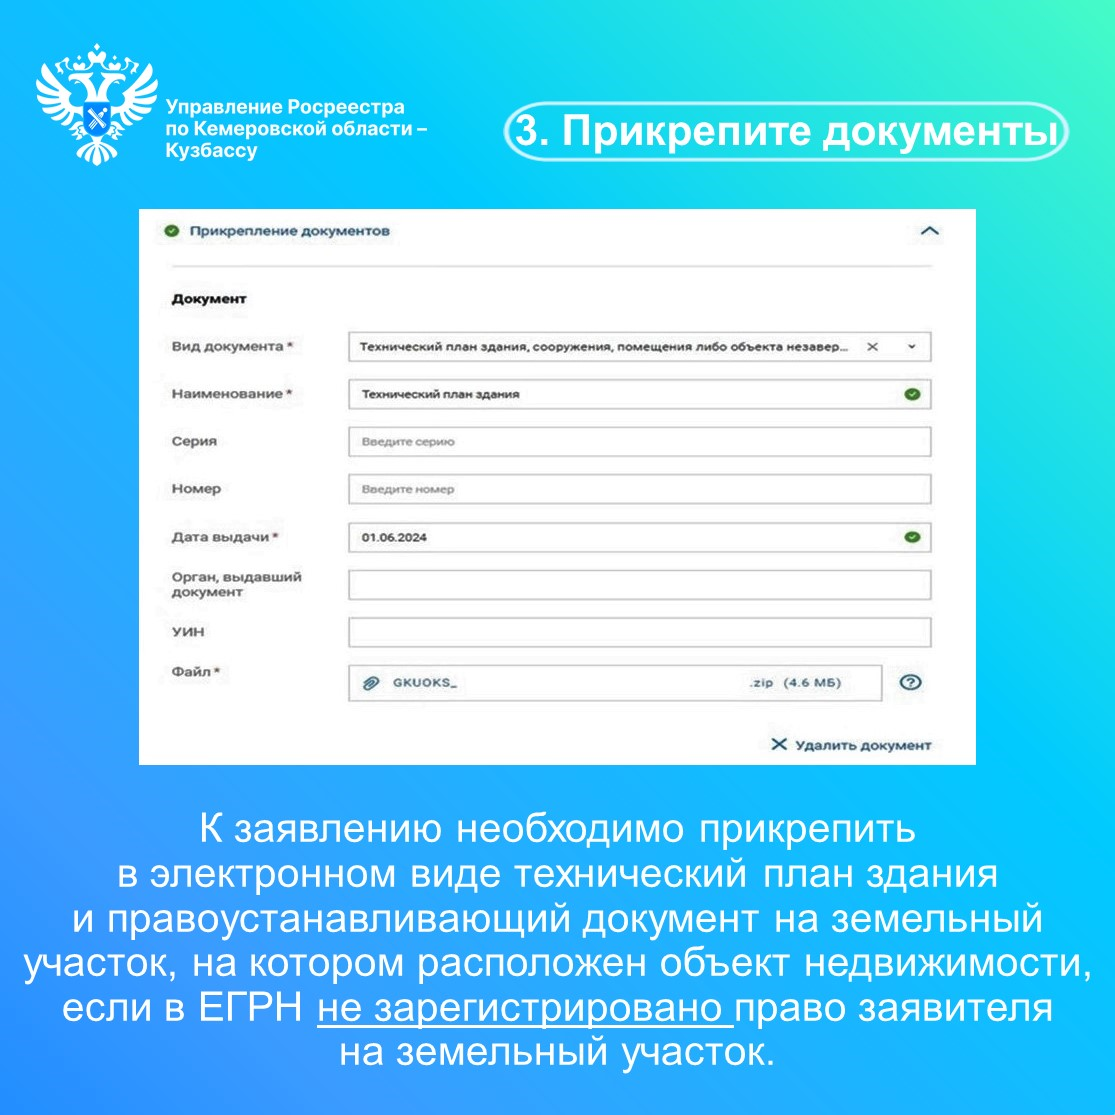 Управление Росреестра
по Кемеровской области –
Кузбассу
3. Прикрепите документы
Прикрепление документов
Документ
Вид документа * Технический план здания, сооружения, помещения либо объекта незавер...
Наименование * Технический план здания
Серия Введите серию
Номер Введите номер
Дата выдачи * 01.06.2024
Орган, выдавший
документ
УИН
Файл * GKUOKS_ .zip (4.6 МБ)
Удалить документ
К заявлению необходимо прикрепить
в электронном виде технический план здания
и правоустанавливающий документ на земельный
участок, на котором расположен объект недвижимости,
если в ЕГРН не зарегистрировано право заявителя
на земельный участок.